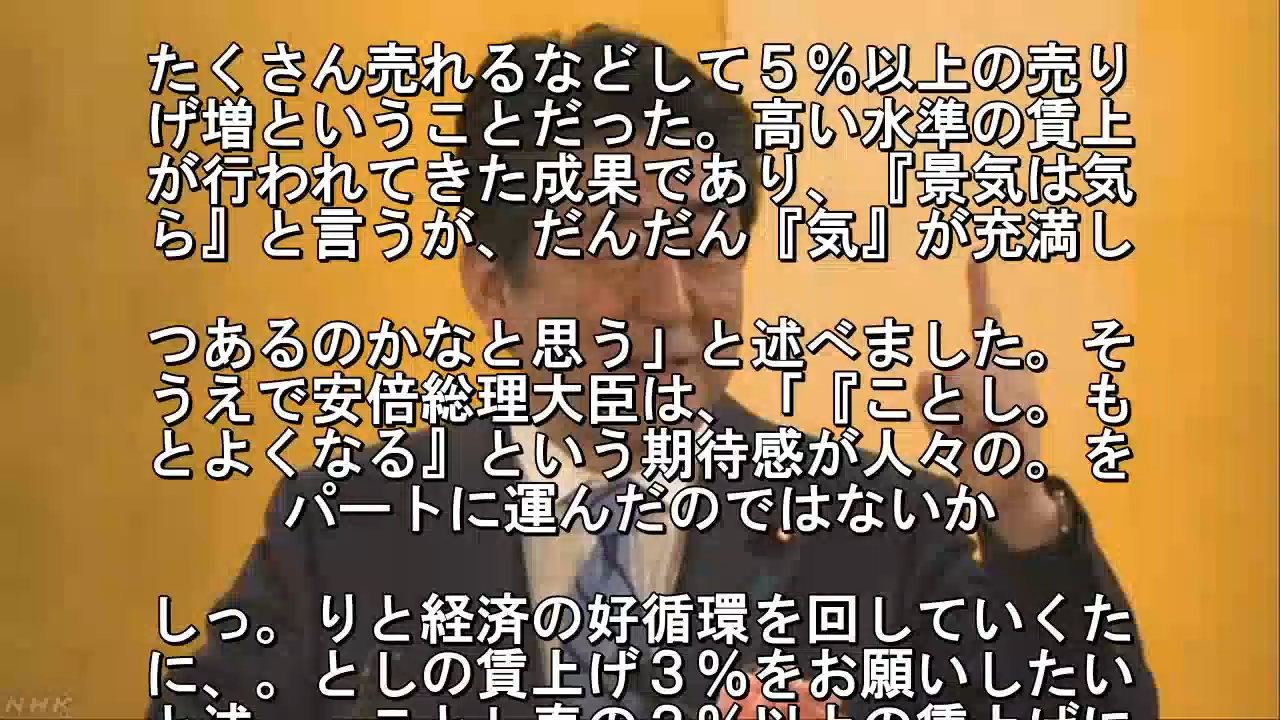 たくさん売れるなどして５％以上の売り
げ増ということだった。高い水準の賃上
が行われてきた成果であり、『景気は気
ら』と言うが、だんだん『気』が充満し
つあるのかなと思う」と述べました。そ
うえで安倍総理大臣は、「『ことし。も
とよくなる』という期待感が人々の。を
パートに運んだのではないか
しっ。りと経済の好循環を回していくた
に、。としの賃上げ３％をお願いしたい
NHK